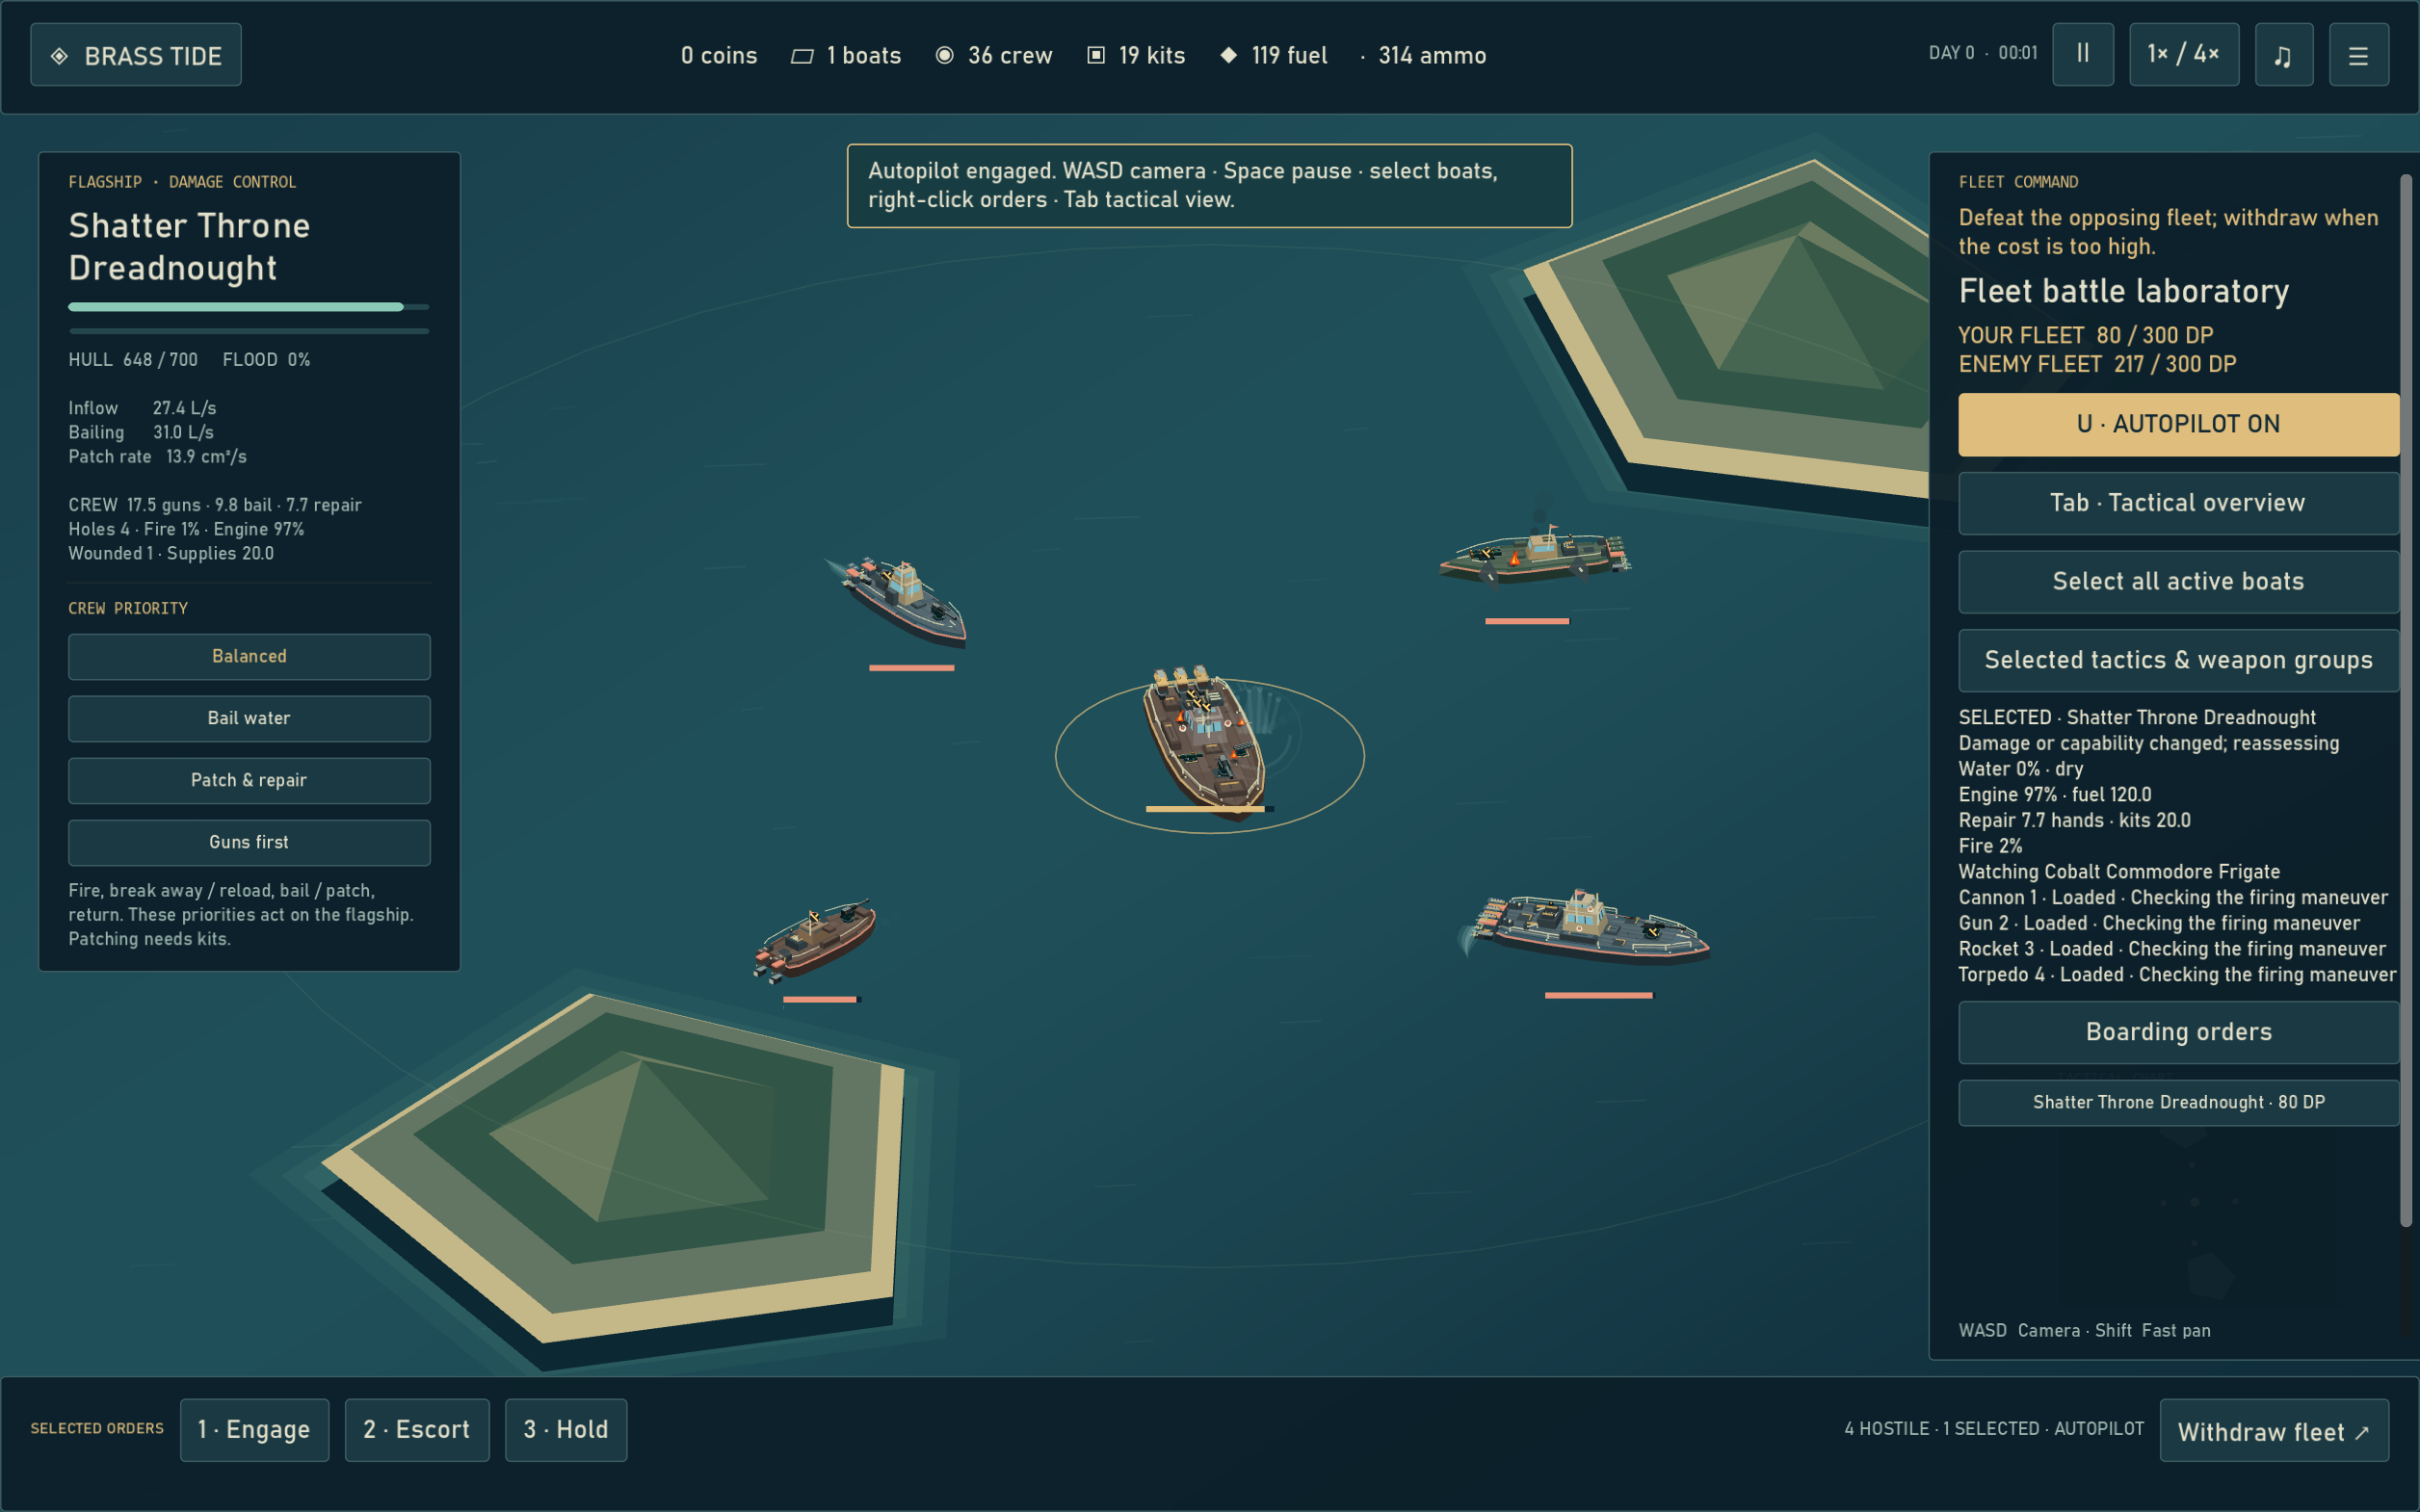 BRASS TIDE
0 coins 1 boats 36 crew 19 kits 119 fuel · 314 ammo
DAY 0 · 00:01
1× / 4×
FLAGSHIP · DAMAGE CONTROL
Shatter Throne
Dreadnought
HULL 648 / 700 FLOOD 0%
Inflow 27.4 L/s
Bailing 31.0 L/s
Patch rate 13.9 cm²/s
CREW 17.5 guns · 9.8 bail · 7.7 repair
Holes 4 · Fire 1% · Engine 97%
Wounded 1 · Supplies 20.0
CREW PRIORITY
Balanced
Bail water
Patch & repair
Guns first
Fire, break away / reload, bail / patch,
return. These priorities act on the flagship.
Patching needs kits.
Autopilot engaged. WASD camera · Space pause · select boats,
right-click orders · Tab tactical view.
FLEET COMMAND
Defeat the opposing fleet; withdraw when
the cost is too high.
Fleet battle laboratory
YOUR FLEET 80 / 300 DP
ENEMY FLEET 217 / 300 DP
U · AUTOPILOT ON
Tab · Tactical overview
Select all active boats
Selected tactics & weapon groups
SELECTED · Shatter Throne Dreadnought
Damage or capability changed; reassessing
Water 0% · dry
Engine 97% · fuel 120.0
Repair 7.7 hands · kits 20.0
Fire 2%
Watching Cobalt Commodore Frigate
Cannon 1 · Loaded · Checking the firing maneuver
Gun 2 · Loaded · Checking the firing maneuver
Rocket 3 · Loaded · Checking the firing maneuver
Torpedo 4 · Loaded · Checking the firing maneuver
Boarding orders
Shatter Throne Dreadnought · 80 DP
WASD Camera · Shift Fast pan
SELECTED ORDERS
1 · Engage
2 · Escort
3 · Hold
4 HOSTILE · 1 SELECTED · AUTOPILOT
Withdraw fleet ↗